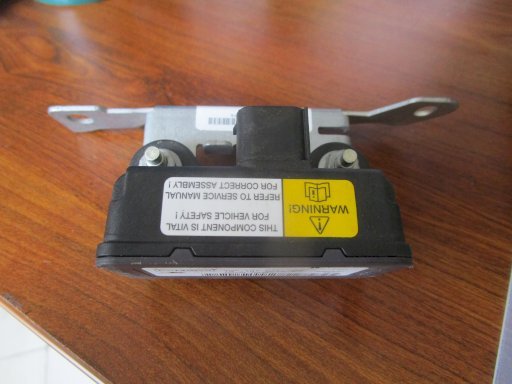 WARNING!
THIS COMPONENT IS VITAL
FOR VEHICLE SAFETY !
REFER TO SERVICE MANUAL
FOR CORRECT ASSEMBLY !